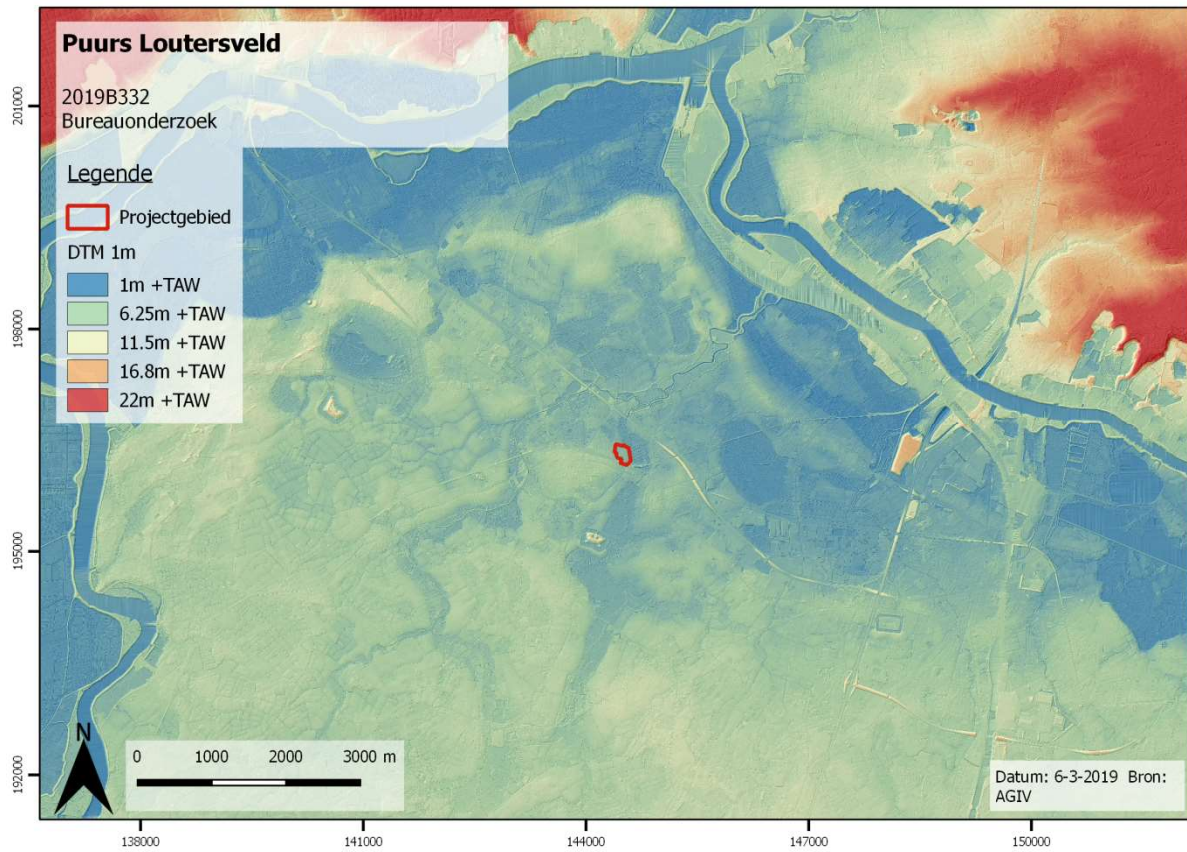 Puurs Loutersveld
2019B332
Bureauonderzoek
Legende
Projectgebied
DTM 1m
1m +TAW
6.25m +TAW
11.5m +TAW
16.8m +TAW
22m +TAW
201000
198000
195000
192000
N
0 1000 2000 3000 m
Datum: 6-3-2019 Bron:
AGIV
138000 141000 144000 147000 150000